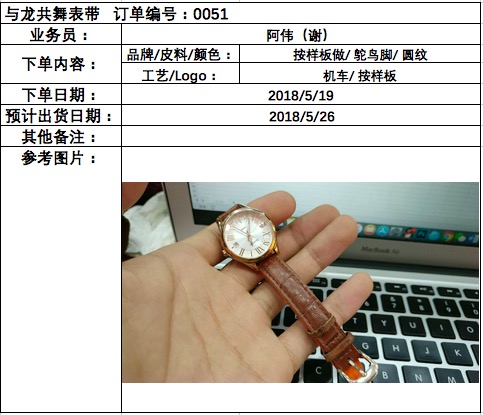 与龙共舞表带 订单编号：0051
业务员： 阿伟（谢）
下单内容： 品牌/皮料/颜色： 按样板做/ 鸵鸟脚/ 圆纹
工艺/Logo： 机车/ 按样板
下单日期： 2018/5/19
预计出货日期： 2018/5/26
其他备注：
参考图片：
MacBook Air